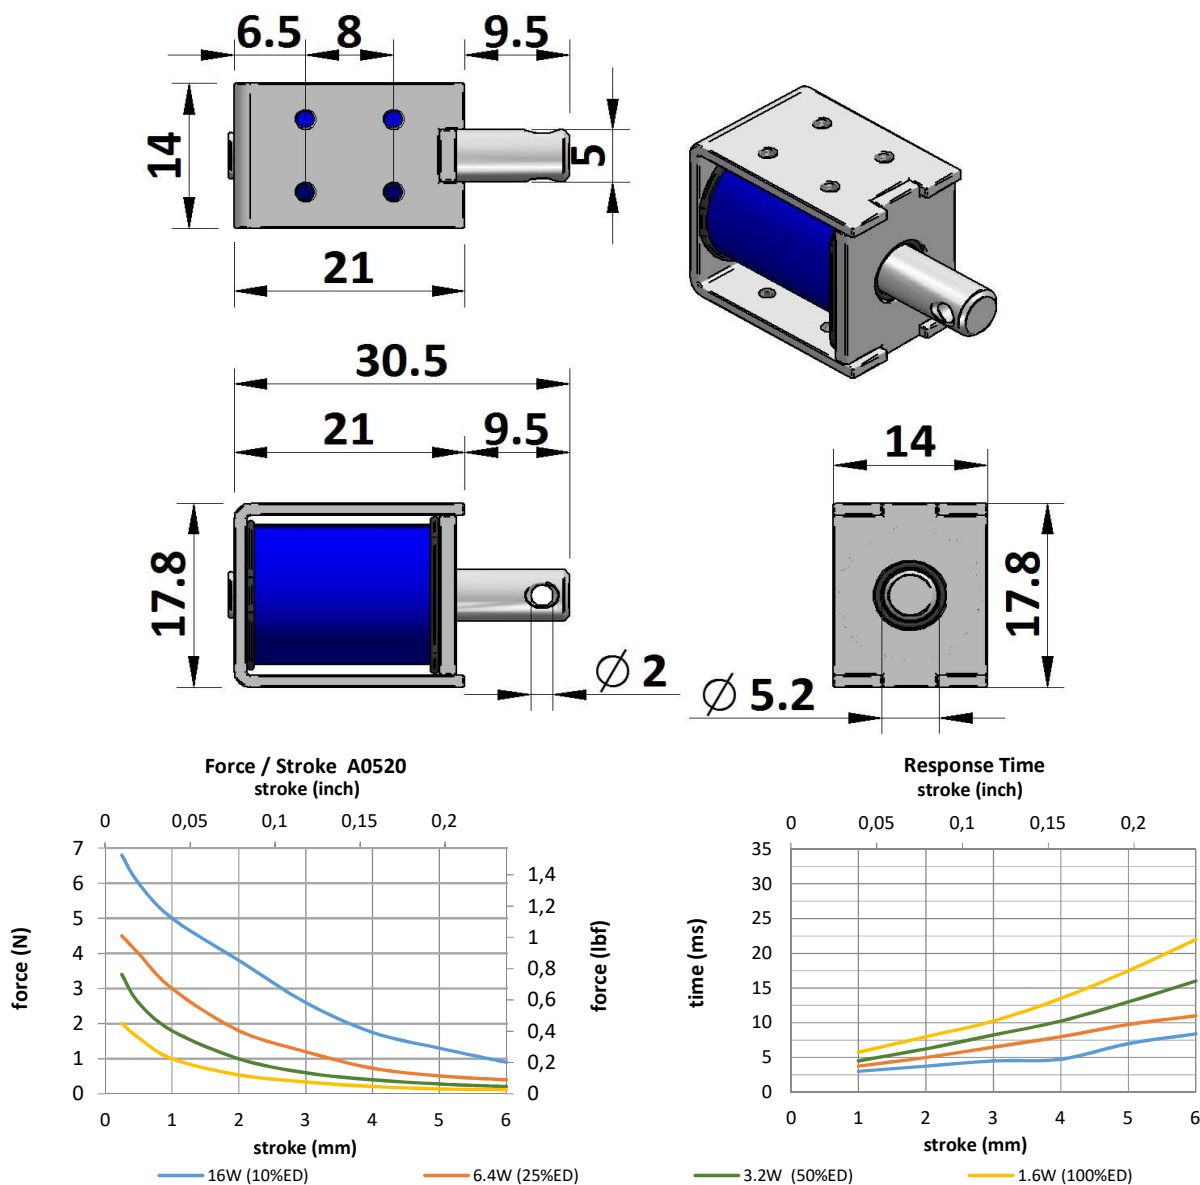 6.5 8 9.5
14
5
21
30.5
21 9.5
17.8
Ø 2
14
17.8
Ø 5.2
Force / Stroke A0520
stroke (inch)
0 0,05 0,1 0,15 0,2
7
6
5
4
3
2
1
0
force (N)
1,4
1,2
1
0,8
0,6
0,4
0,2
0
force (lbf)
0 1 2 3 4 5 6
stroke (mm)
Response Time
stroke (inch)
0 0,05 0,1 0,15 0,2
35
30
25
20
15
10
5
0
time (ms)
0 1 2 3 4 5 6
stroke (mm)
16W (10%ED) 6.4W (25%ED) 3.2W (50%ED) 1.6W (100%ED)